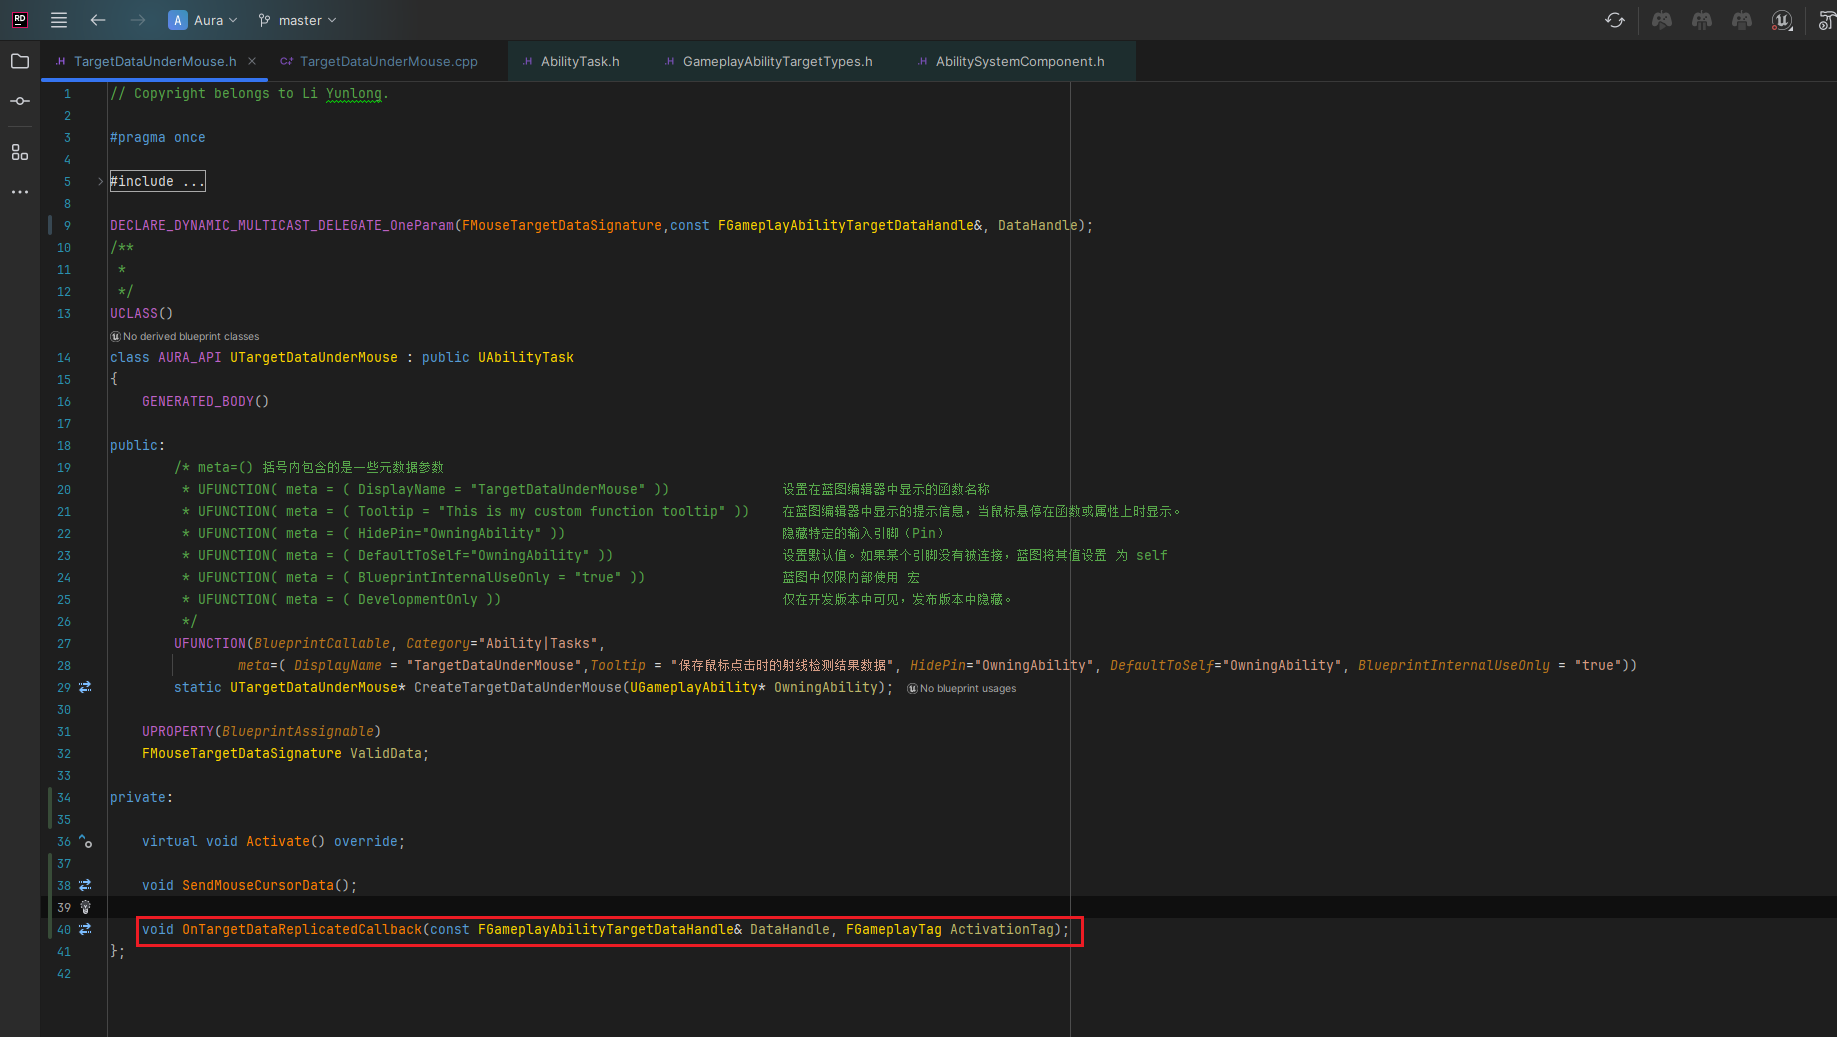 RD
A Aura master
TargetDataUnderMouse.h TargetDataUnderMouse.cpp AbilityTask.h GameplayAbilityTargetTypes.h AbilitySystemComponent.h
1 // Copyright belongs to Li Yunlong.
2
3 #pragma once
4
5 #include ...
8
9 DECLARE_DYNAMIC_MULTICAST_DELEGATE_OneParam(FMouseTargetDataSignature,const FGameplayAbilityTargetDataHandle&, DataHandle);
10 /**
11 *
12 */
13 UCLASS()
No derived blueprint classes
14 class AURA_API UTargetDataUnderMouse : public UAbilityTask
15 {
16 GENERATED_BODY()
17
18 public:
19 /* meta=() 括号内包含的是一些元数据参数
20 * UFUNCTION( meta = ( DisplayName = "TargetDataUnderMouse" )) 设置在蓝图编辑器中显示的函数名称
21 * UFUNCTION( meta = ( Tooltip = "This is my custom function tooltip" )) 在蓝图编辑器中显示的提示信息，当鼠标悬停在函数或属性上时显示。
22 * UFUNCTION( meta = ( HidePin="OwningAbility" )) 隐藏特定的输入引脚（Pin）
23 * UFUNCTION( meta = ( DefaultToSelf="OwningAbility" )) 设置默认值。如果某个引脚没有被连接，蓝图将其值设置 为 self
24 * UFUNCTION( meta = ( BlueprintInternalUseOnly = "true" )) 蓝图中仅限内部使用 宏
25 * UFUNCTION( meta = ( DevelopmentOnly )) 仅在开发版本中可见，发布版本中隐藏。
26 */
27 UFUNCTION(BlueprintCallable, Category="Ability|Tasks",
28 meta=( DisplayName = "TargetDataUnderMouse",Tooltip = "保存鼠标点击时的射线检测结果数据", HidePin="OwningAbility", DefaultToSelf="OwningAbility", BlueprintInternalUseOnly = "true"))
29 static UTargetDataUnderMouse* CreateTargetDataUnderMouse(UGameplayAbility* OwningAbility); No blueprint usages
30
31 UPROPERTY(BlueprintAssignable)
32 FMouseTargetDataSignature ValidData;
33
34 private:
35
36 virtual void Activate() override;
37
38 void SendMouseCursorData();
39
40 void OnTargetDataReplicatedCallback(const FGameplayAbilityTargetDataHandle& DataHandle, FGameplayTag ActivationTag);
41 };
42